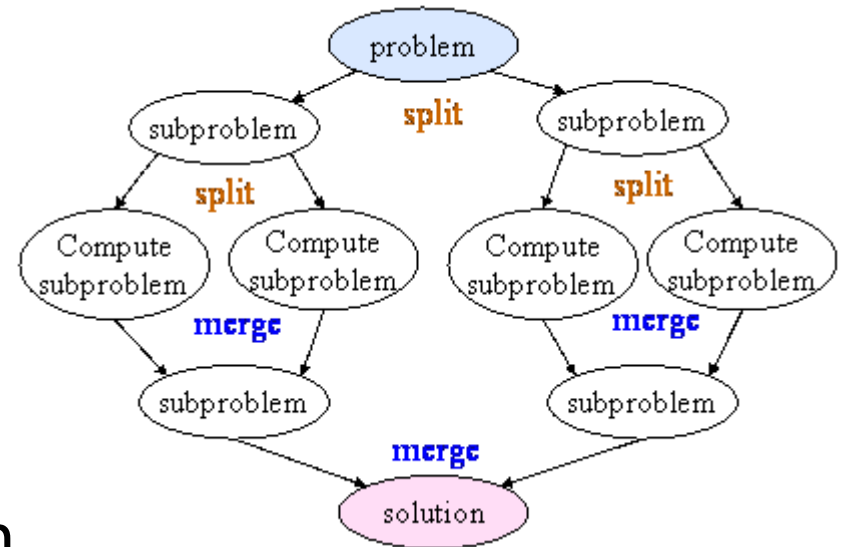 problem
split
subproblem
subproblem
split
split
Compute
subproblem
Compute
subproblem
Compute
subproblem
Compute
subproblem
merge
merge
subproblem
subproblem
merge
solution